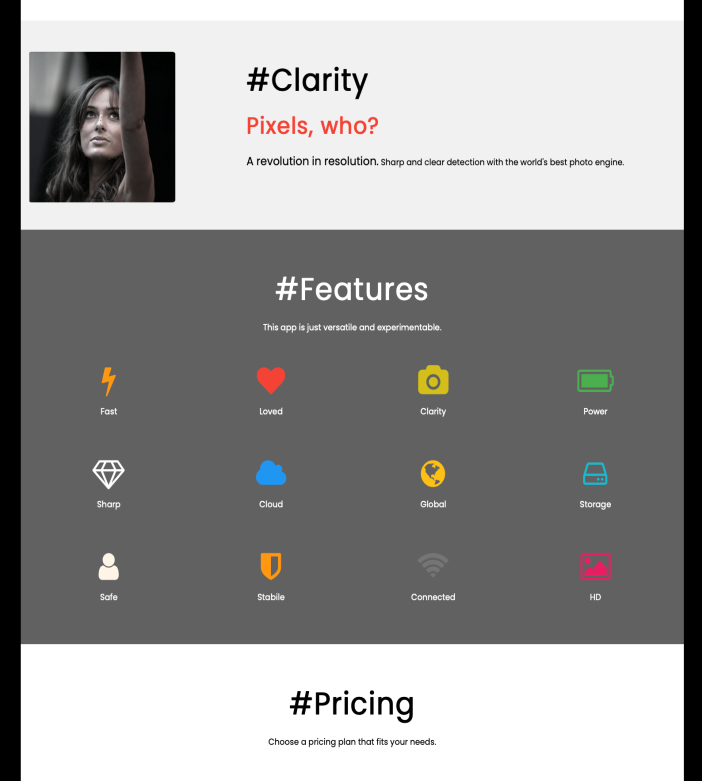 #Clarity
Pixels, who?
A revolution in resolution. Sharp and clear detection with the world's best photo engine.
#Features
This app is just versatile and experimentable.
Fast
Loved
Clarity
Power
Sharp
Cloud
Global
Storage
Safe
Stabile
Connected
HD
#Pricing
Choose a pricing plan that fits your needs.